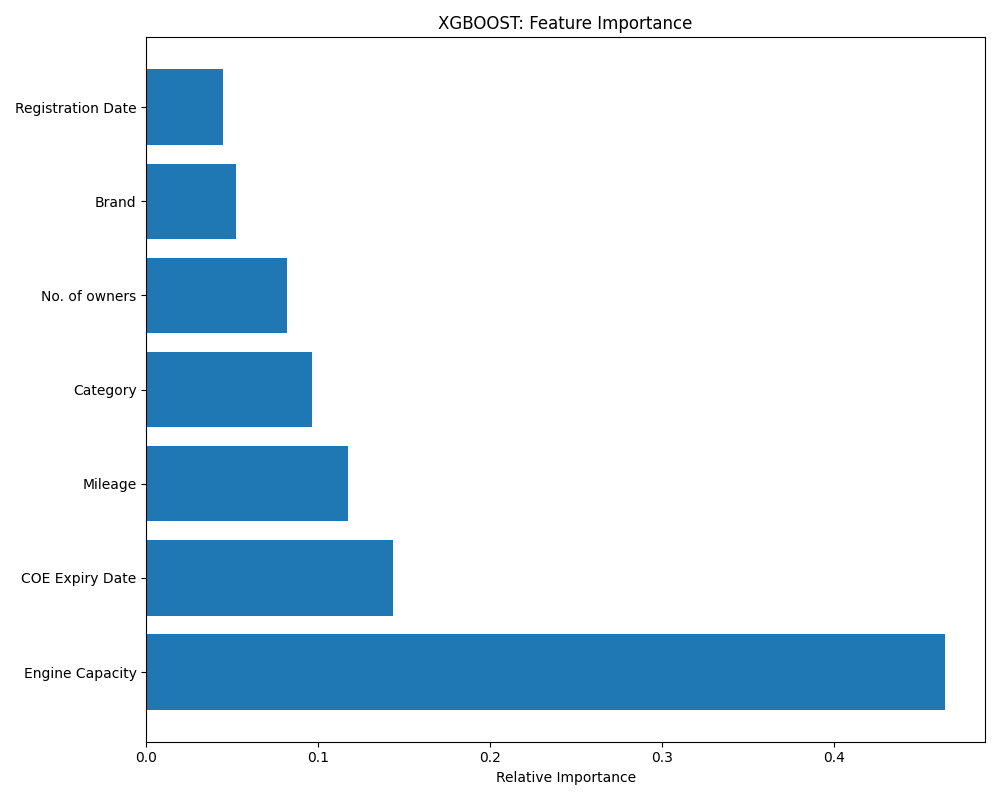 XGBOOST: Feature Importance
Registration Date
Brand
No. of owners
Category
Mileage
COE Expiry Date
Engine Capacity
0.0 0.1 0.2 0.3 0.4
Relative Importance